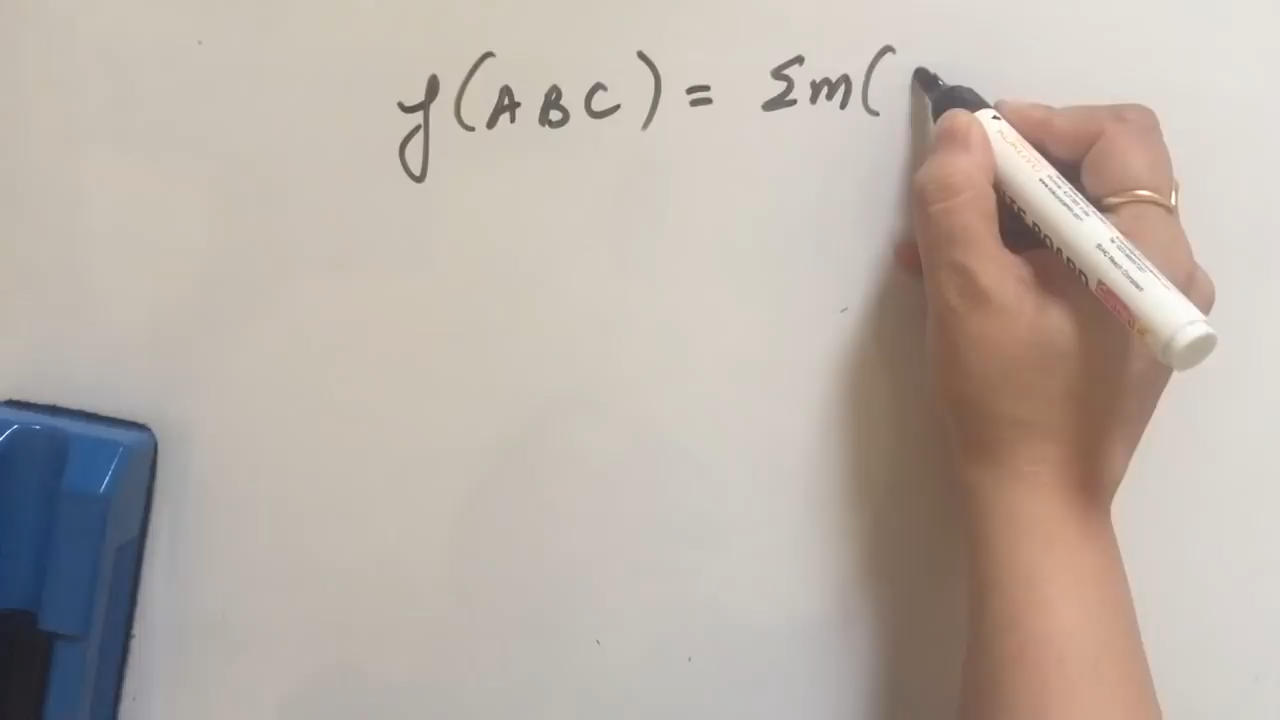 y(ABC) = Σm(